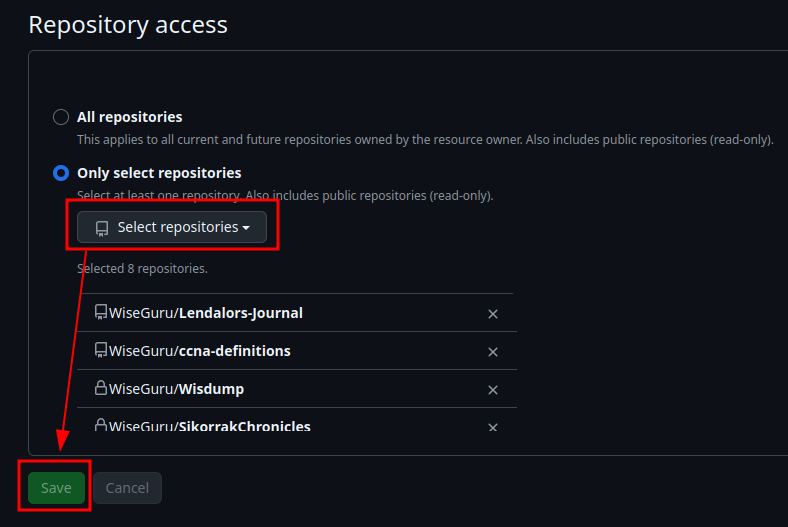 Repository access
All repositories
This applies to all current and future repositories owned by the resource owner. Also includes public repositories (read-only).
Only select repositories
Select at least one repository. Also includes public repositories (read-only).
Select repositories
Selected 8 repositories.
WiseGuru/Lendalors-Journal
WiseGuru/ccna-definitions
WiseGuru/Wisdump
WiseGuru/SikorrakChronicles
Save Cancel